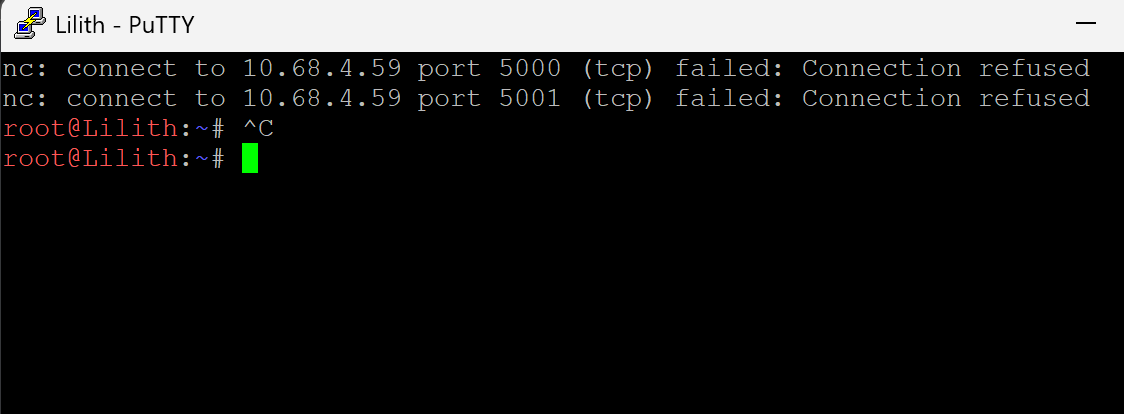 Lilith - PuTTY
nc: connect to 10.68.4.59 port 5000 (tcp) failed: Connection refused
nc: connect to 10.68.4.59 port 5001 (tcp) failed: Connection refused
root@Lilith:~# ^C
root@Lilith:~#